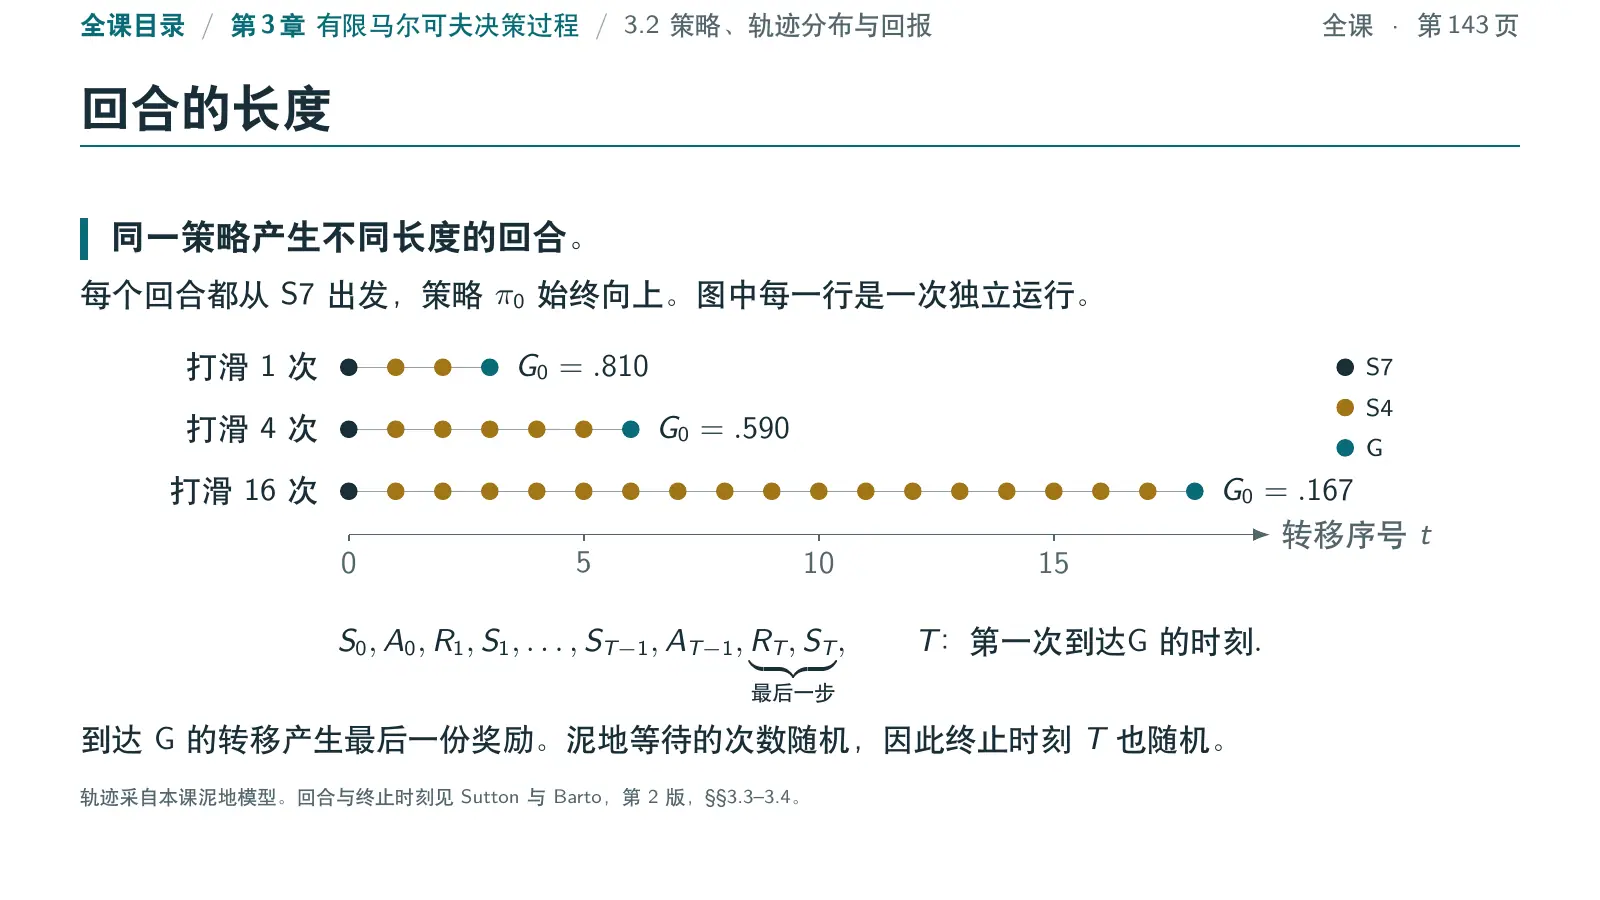 全课目录 / 第 3 章 有限马尔可夫决策过程 / 3.2 策略、轨迹分布与回报
全课 · 第 143 页
回合的长度
同一策略产生不同长度的回合。
每个回合都从 S7 出发，策略 π₀ 始终向上。图中每一行是一次独立运行。
打滑 1 次 G₀ = .810
打滑 4 次 G₀ = .590
打滑 16 次 G₀ = .167
S7
S4
G
转移序号 t
0 5 10 15
S₀, A₀, R₁, S₁, . . . , S_{T−1}, A_{T−1}, R_T, S_T, T：第一次到达G 的时刻.
最后一步
到达 G 的转移产生最后一份奖励。泥地等待的次数随机，因此终止时刻 T 也随机。
轨迹采自本课泥地模型。回合与终止时刻见 Sutton 与 Barto，第 2 版，§§3.3–3.4。